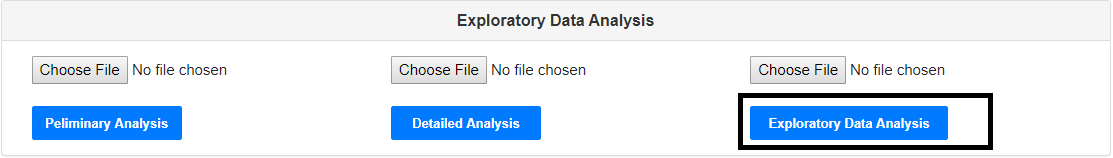 Exploratory Data Analysis
Choose File No file chosen Choose File No file chosen Choose File No file chosen
Peliminary Analysis Detailed Analysis Exploratory Data Analysis